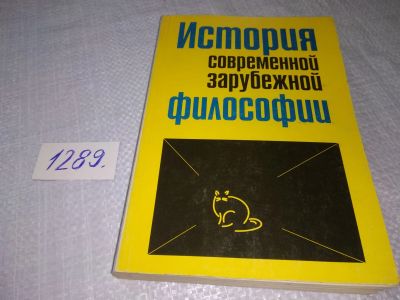 История
современной
зарубежной
философии
1289.